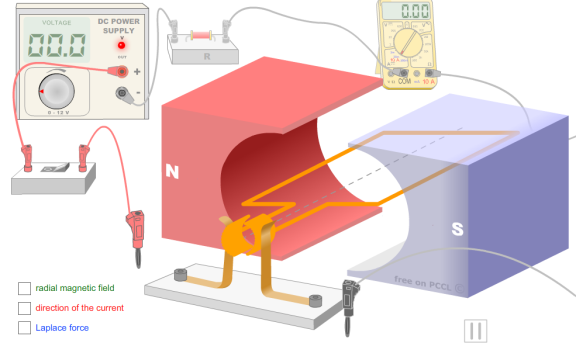 VOLTAGE
DC POWER
SUPPLY
V
00.0
OUT
+
-
0 - 12 V
R
0.00
COM
10 A
N
S
free on PCCL ©
radial magnetic field
direction of the current
Laplace force